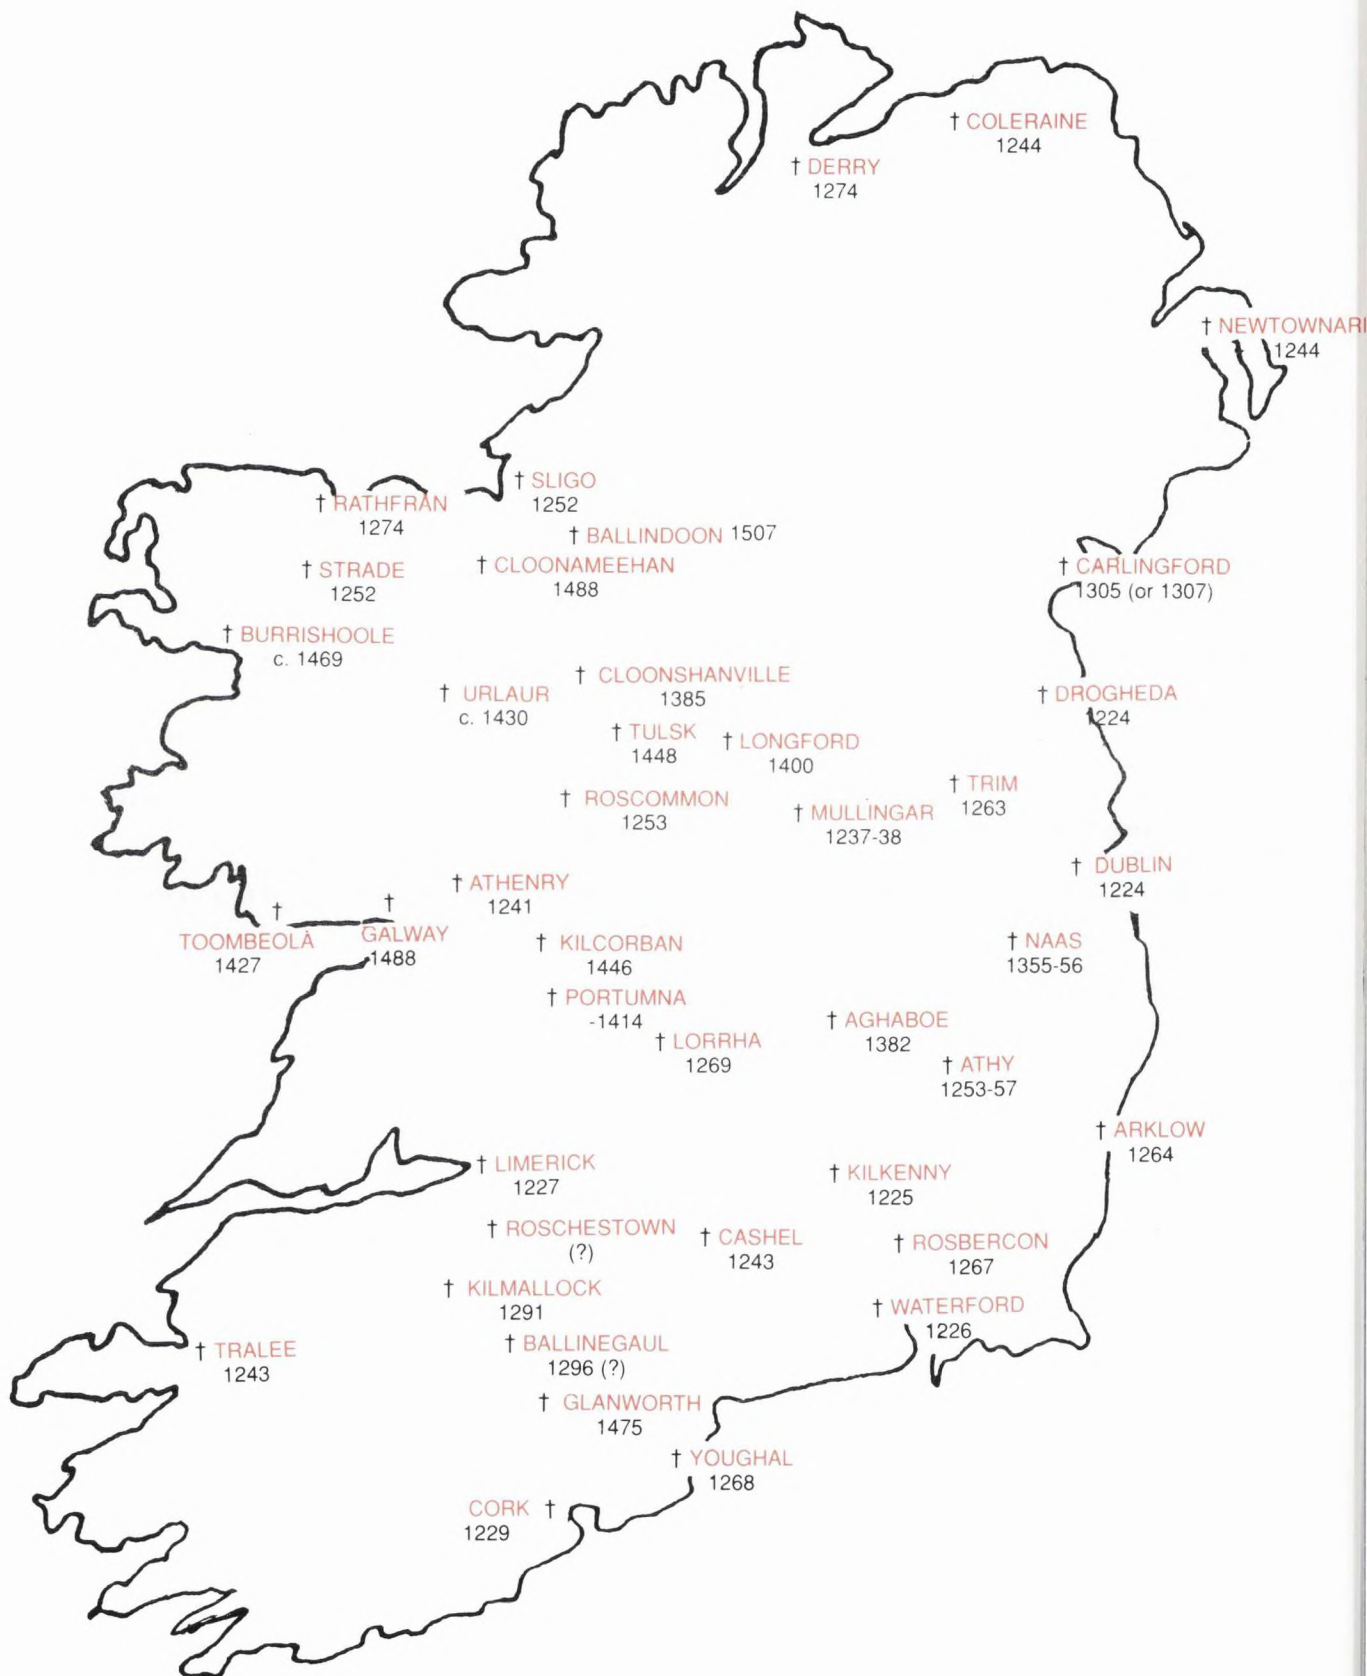 † COLERAINE
1244
† DERRY
1274
† NEWTOWNAR
1244
† SLIGO
1252
† RATHFRAN
1274
† BALLINDOON 1507
† STRADE
1252
† CLOONAMEEHAN
1488
† CARLINGFORD
1305 (or 1307)
† BURRISHOOLE
c. 1469
† CLOONSHANVILLE
1385
† URLAUR
c. 1430
† DROGHEDA
1224
† TULSK
1448
† LONGFORD
1400
† TRIM
1263
† ROSCOMMON
1253
† MULLINGAR
1237-38
† DUBLIN
1224
† ATHENRY
1241
†
TOOMBEOLA
1427
†
GALWAY
1488
† KILCORBAN
1446
† NAAS
1355-56
† PORTUMNA
-1414
† AGHABOE
1382
† LORRHA
1269
† ATHY
1253-57
† ARKLOW
1264
† LIMERICK
1227
† KILKENNY
1225
† ROSCHESTOWN
(?)
† CASHEL
1243
† ROSBERCON
1267
† KILMALLOCK
1291
† WATERFORD
1226
† TRALEE
1243
† BALLINEGAUL
1296 (?)
† GLANWORTH
1475
† YOUGHAL
1268
CORK †
1229